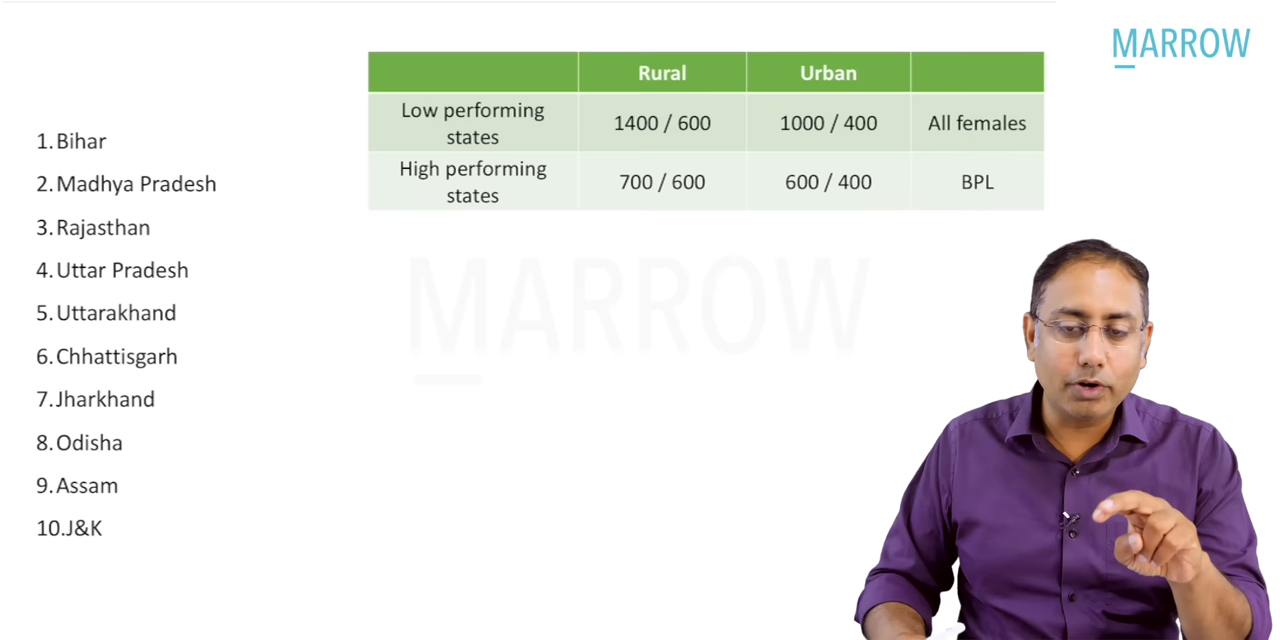 MARROW
Rural Urban
Low performing
states
1400 / 600 1000 / 400 All females
High performing
states
700 / 600 600 / 400 BPL
1. Bihar
2. Madhya Pradesh
3. Rajasthan
4. Uttar Pradesh
5. Uttarakhand
6. Chhattisgarh
7. Jharkhand
8. Odisha
9. Assam
10. J&K
MARROW